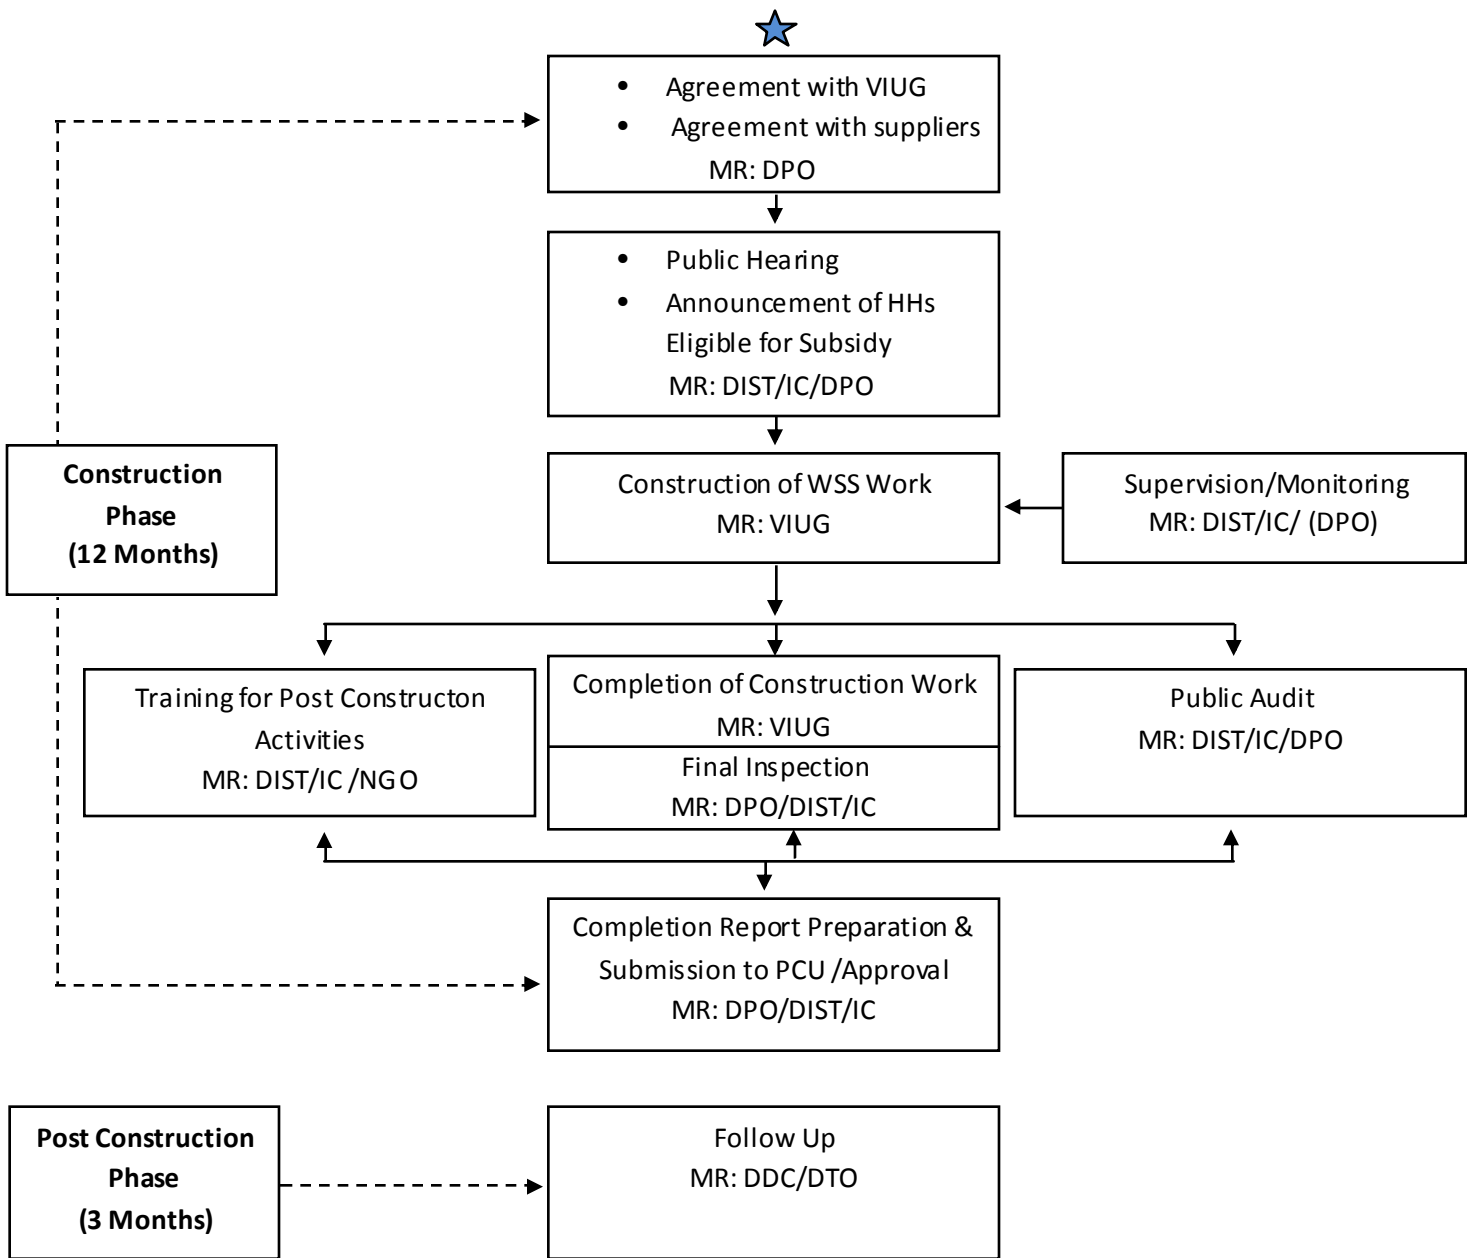 • Agreement with VIUG
• Agreement with suppliers
MR: DPO
• Public Hearing
• Announcement of HHs
Eligible for Subsidy
MR: DIST/IC/DPO
Construction
Phase
(12 Months)
Construction of WSS Work
MR: VIUG
Supervision/Monitoring
MR: DIST/IC/ (DPO)
Training for Post Constructon
Activities
MR: DIST/IC /NGO
Completion of Construction Work
MR: VIUG
Final Inspection
MR: DPO/DIST/IC
Public Audit
MR: DIST/IC/DPO
Completion Report Preparation &
Submission to PCU /Approval
MR: DPO/DIST/IC
Post Construction
Phase
(3 Months)
Follow Up
MR: DDC/DTO